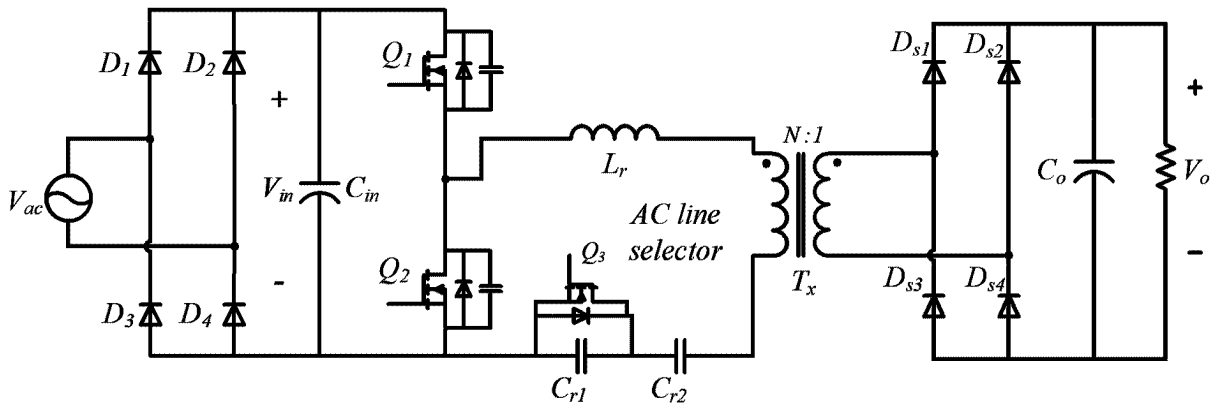 D1 D2 Q1 Ds1 Ds2
+ +
N:1
Vac Vin Cin Lr Co Vo
AC line
selector
Q2 Q3
- Tx -
D3 D4 Ds3 Ds4
Cr1 Cr2